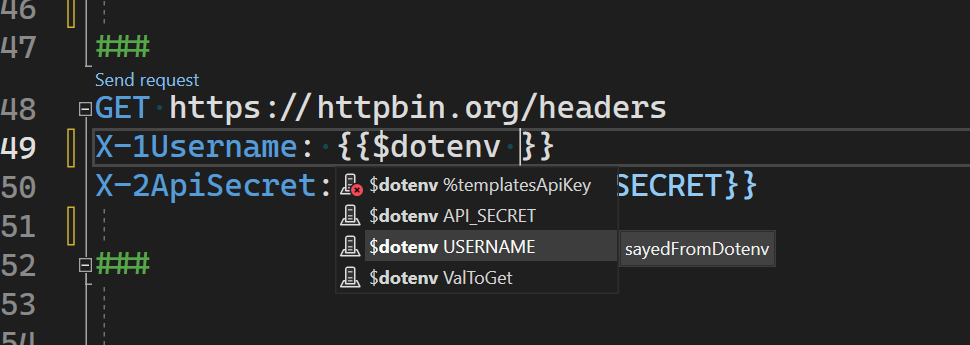 46
47 ###
Send request
48 GET https://httpbin.org/headers
49 X-1Username: {{$dotenv }}
50 X-2ApiSecret: SECRET}}
$dotenv %templatesApiKey
51 $dotenv API_SECRET
$dotenv USERNAME sayedFromDotenv
52 ###
$dotenv ValToGet
53
54